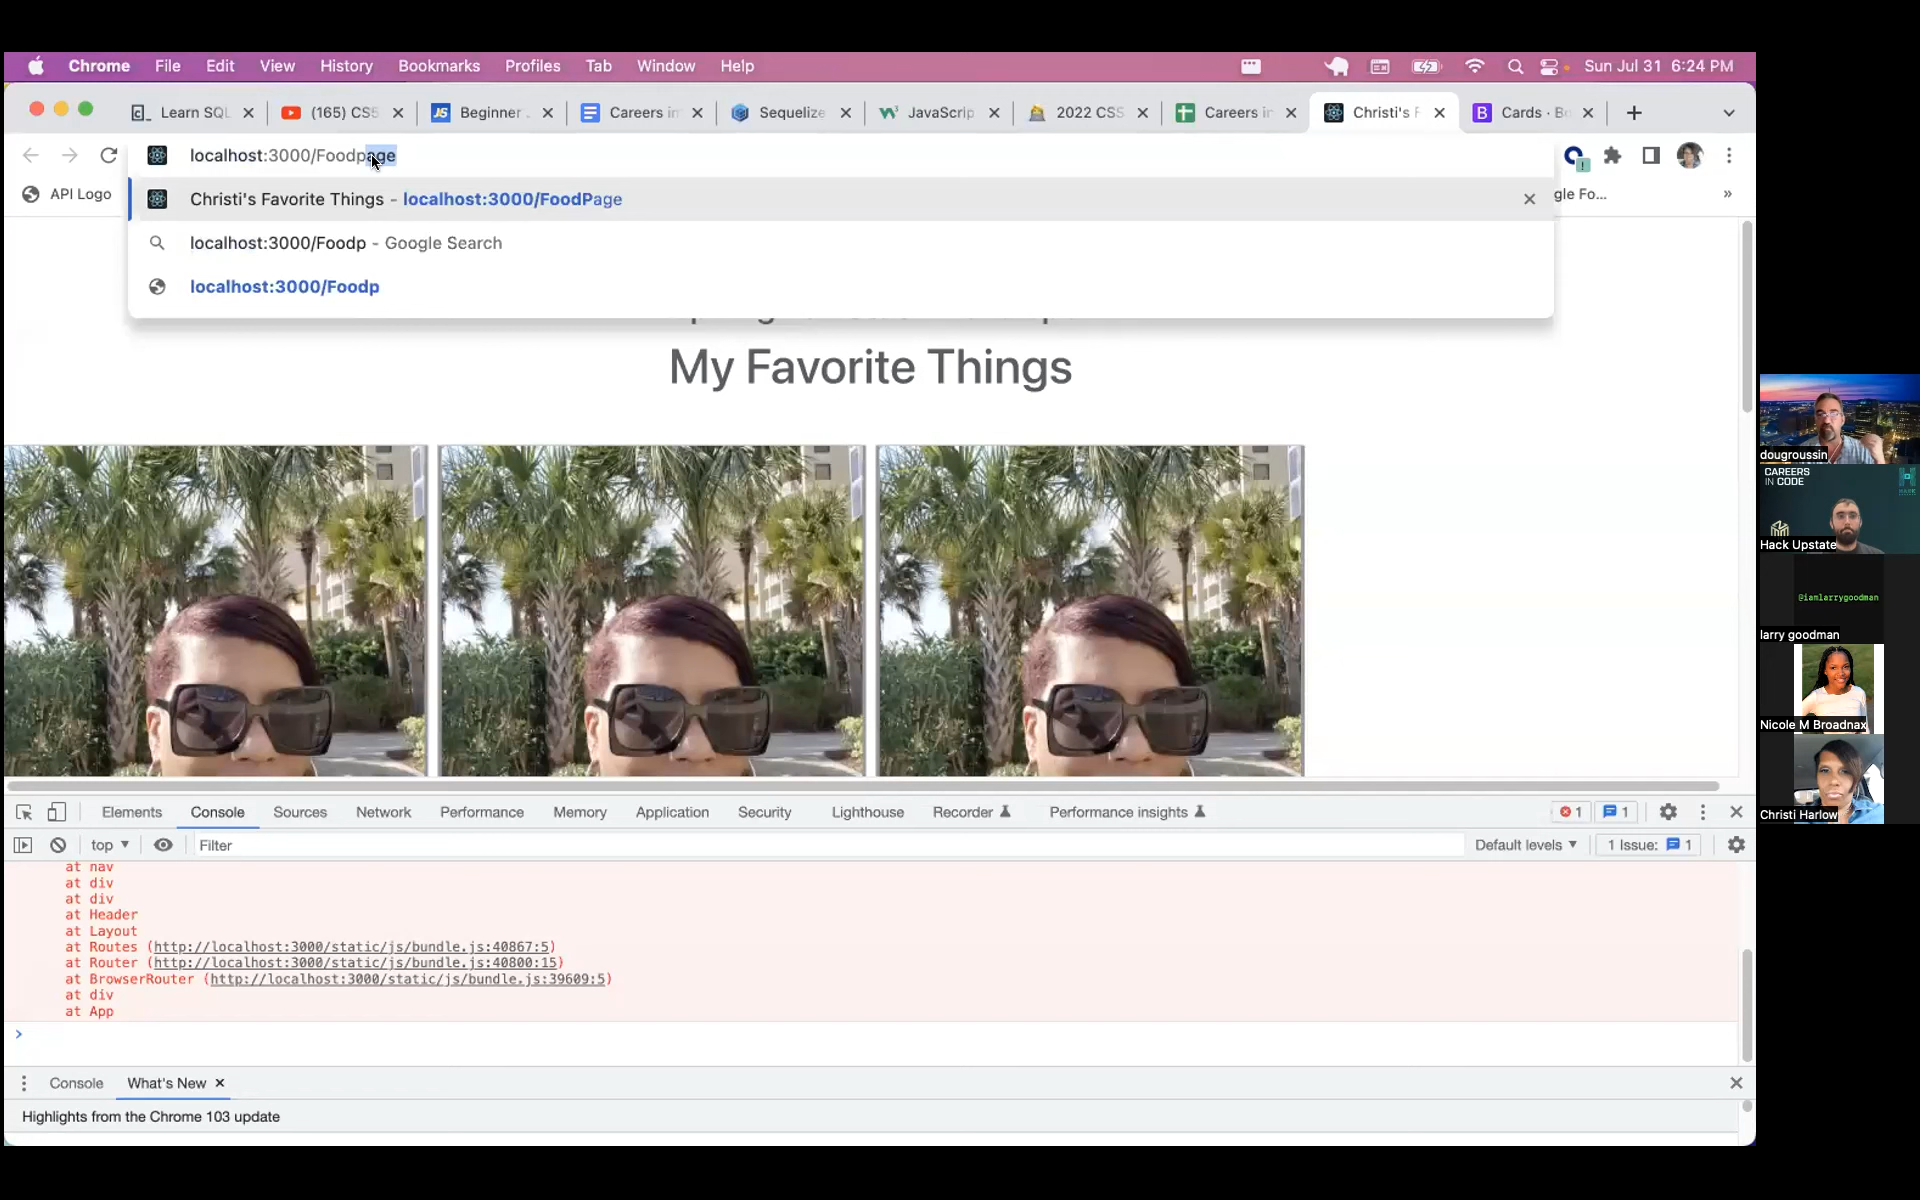 Chrome File Edit View History Bookmarks Profiles Tab Window Help Sun Jul 31 6:24 PM
Learn SQL (165) CS5 Beginner Careers in Sequelize JavaScrip 2022 CSS Careers in Christi's F Cards · Bo
localhost:3000/Foodpage
API Logo
gle Fo... »
Christi's Favorite Things - localhost:3000/FoodPage
localhost:3000/Foodp - Google Search
localhost:3000/Foodp
My Favorite Things
dougroussin
CAREERS
IN CODE
Hack Upstate
@iamlarrygoodman
larry goodman
Nicole M Broadnax
Christi Harlow
Elements Console Sources Network Performance Memory Application Security Lighthouse Recorder Performance insights 1 1
top Filter Default levels 1 Issue: 1
at nav
at div
at div
at Header
at Layout
at Routes (http://localhost:3000/static/js/bundle.js:40867:5)
at Router (http://localhost:3000/static/js/bundle.js:40800:15)
at BrowserRouter (http://localhost:3000/static/js/bundle.js:39609:5)
at div
at App
>
Console What's New
Highlights from the Chrome 103 update